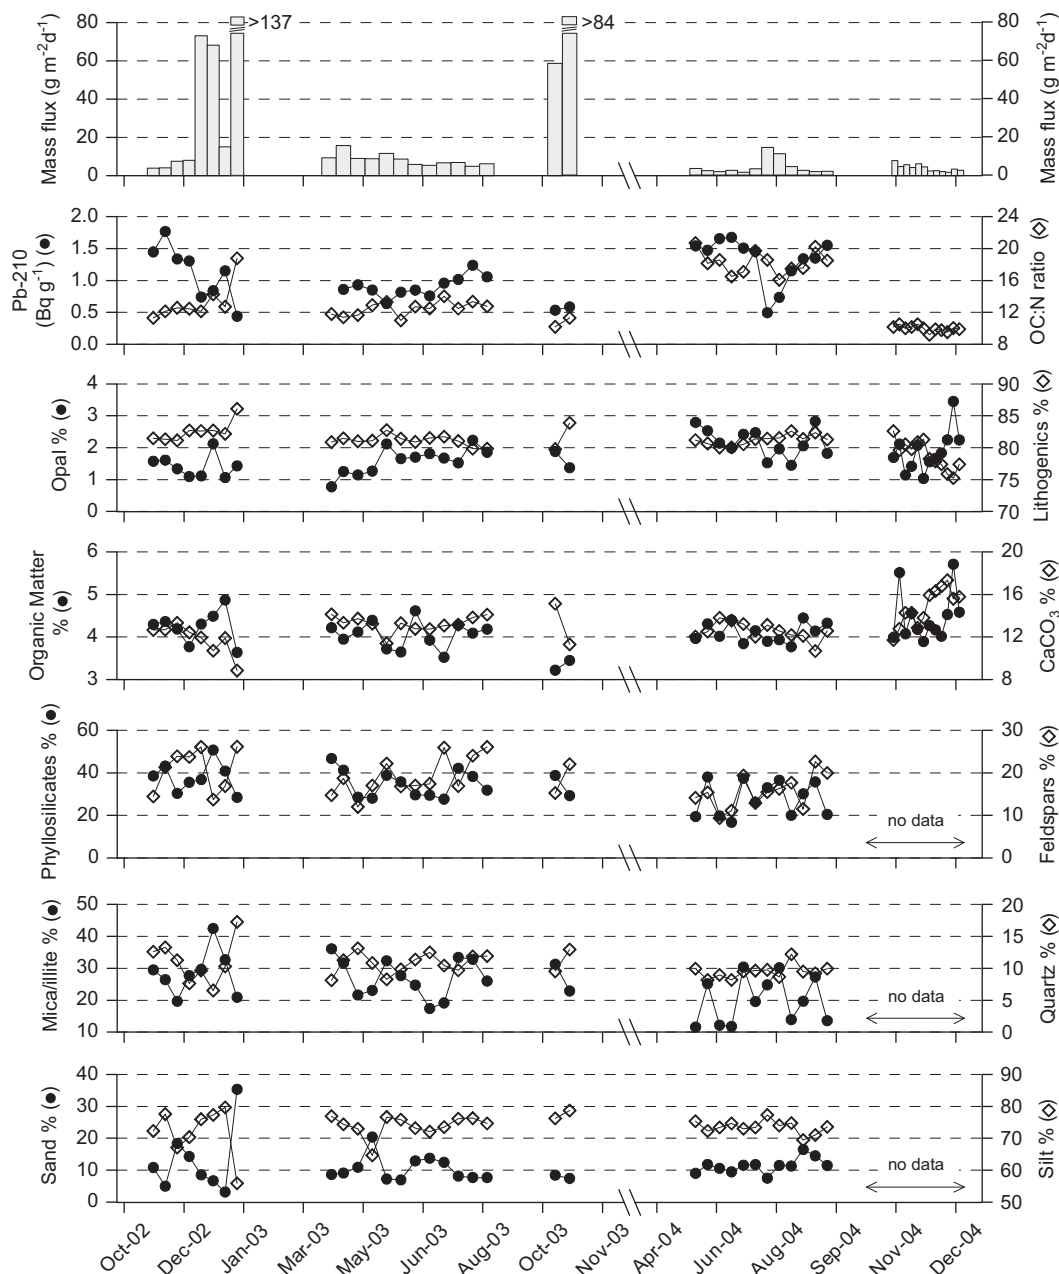 >137
>84
Mass flux (g m⁻²d⁻¹)
80
60
40
20
0
80
60
40
20
0
Mass flux (g m⁻²d⁻¹)
Pb-210
(Bq g⁻¹) (●)
2.0
1.5
1.0
0.5
0.0
24
20
16
12
8
OC:N ratio (◇)
Opal % (●)
4
3
2
1
0
90
85
80
75
70
Lithogenics % (◇)
Organic Matter
% (●)
6
5
4
3
20
16
12
8
CaCO₃ % (◇)
Phyllosilicates % (●)
60
40
20
0
no data
30
20
10
0
Feldspars % (◇)
Mica/illite % (●)
50
40
30
20
10
no data
20
15
10
5
0
Quartz % (◇)
Sand % (●)
40
30
20
10
0
no data
90
80
70
60
50
Silt % (◇)
Oct-02
Dec-02
Jan-03
Mar-03
May-03
Jun-03
Aug-03
Oct-03
Nov-03
Apr-04
Jun-04
Aug-04
Sep-04
Nov-04
Dec-04